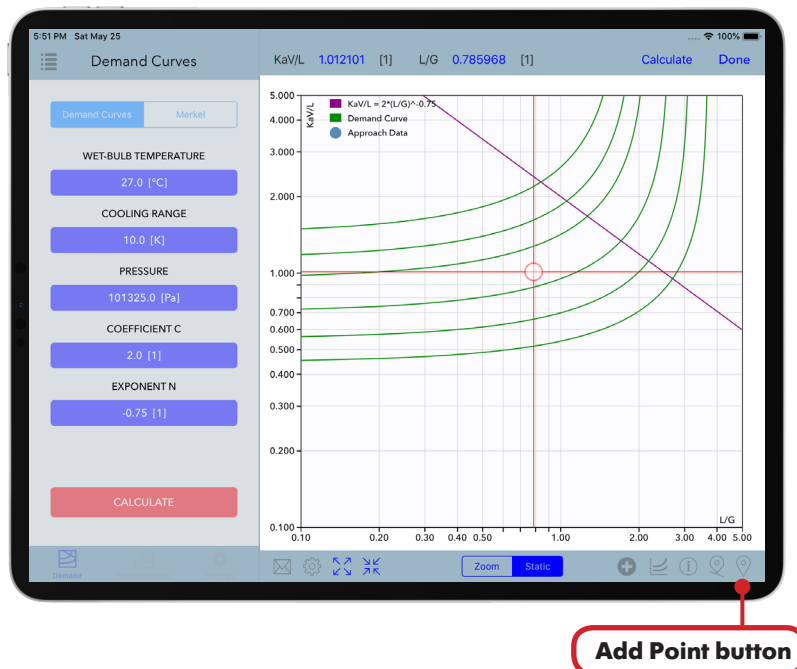 5:51 PM Sat May 25
100%
Demand Curves
KaV/L 1.012101 [1] L/G 0.785968 [1] Calculate Done
Demand Curves Merkel
WET-BULB TEMPERATURE
27.0 [°C]
COOLING RANGE
10.0 [K]
PRESSURE
101325.0 [Pa]
COEFFICIENT C
2.0 [1]
EXPONENT N
-0.75 [1]
CALCULATE
Demand
5.000
4.000
3.000
2.000
1.000
0.700
0.600
0.500
0.400
0.300
0.200
0.100
KaV/L
KaV/L = 2*(L/G)^-0.75
Demand Curve
Approach Data
L/G
0.10 0.20 0.30 0.40 0.50 1.00 2.00 3.00 4.00 5.00
Zoom Static
Add Point button